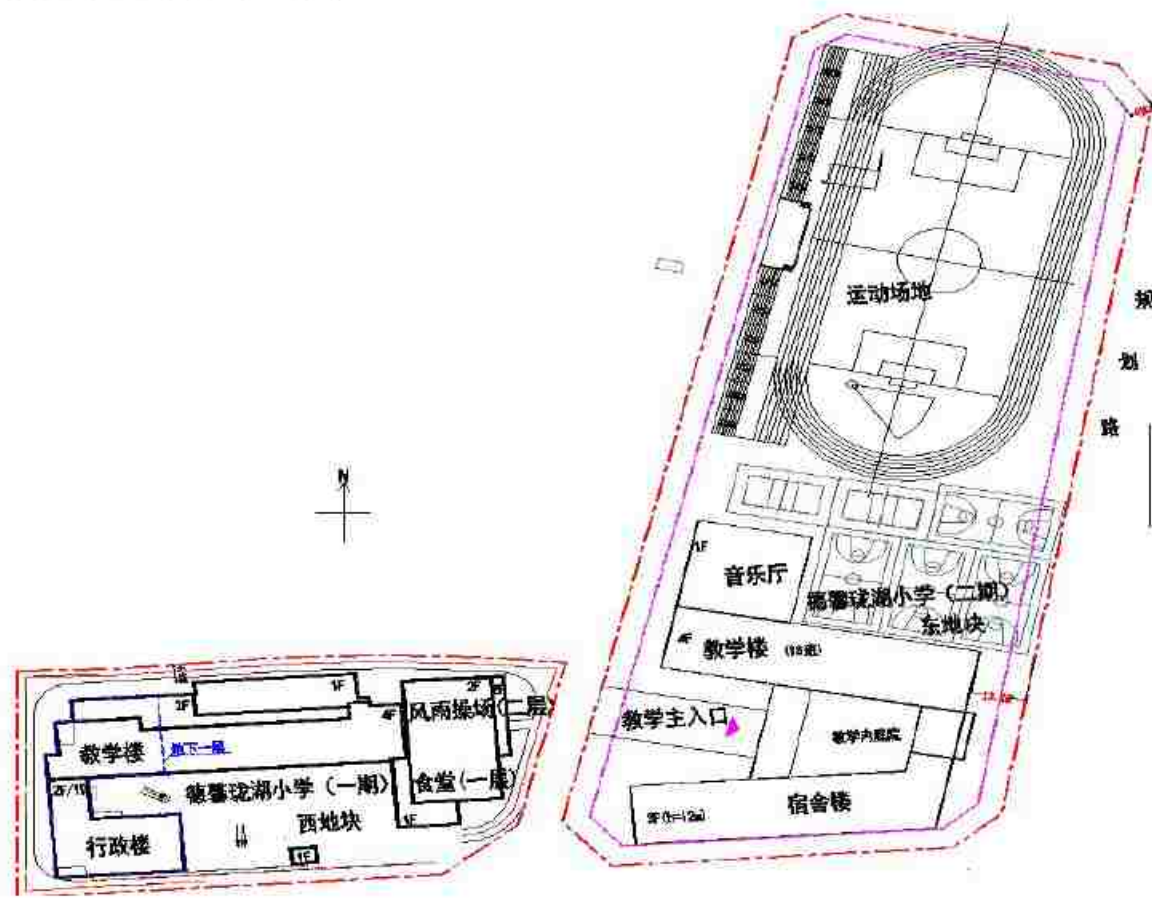 运动场地
规
划
路
N
1F
音乐厅
德馨珑湖小学（二期）
东地块
教学楼 (18班)
教学主入口
教学内庭院
宿舍楼
1F
2F
2F
风雨操场(二层)
4F
教学楼
地下一层
食堂(一层)
德馨珑湖小学（一期）
西地块
1F
行政楼
1F